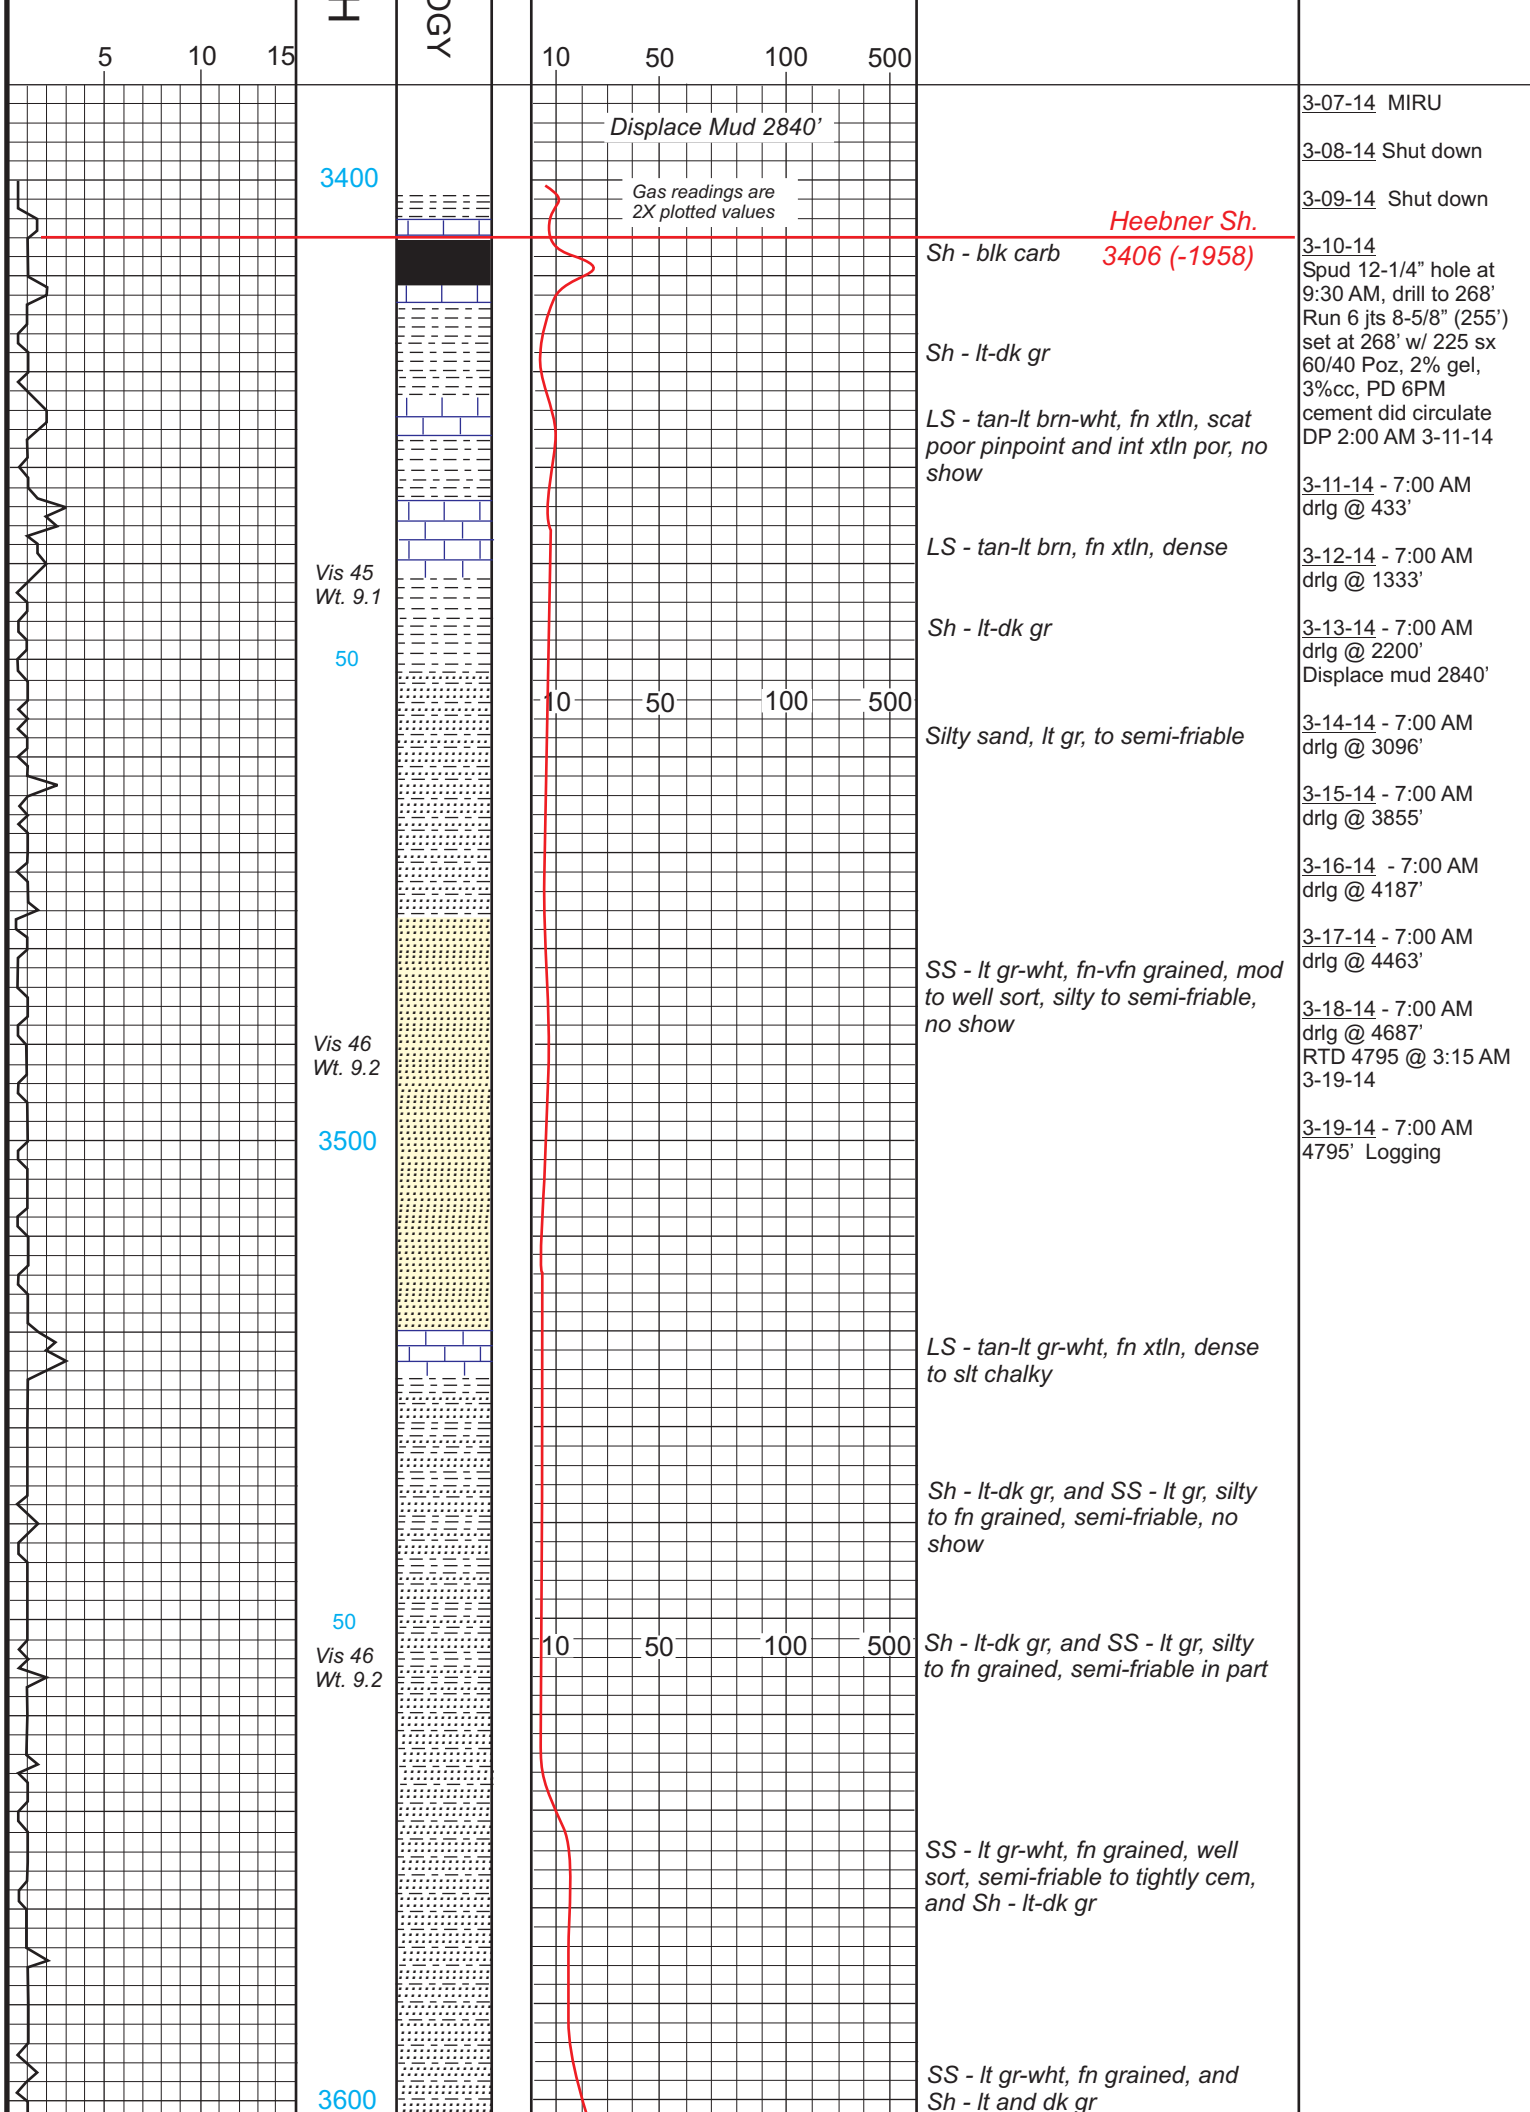 H
OGY
5 10 15
10 50 100 500
Displace Mud 2840'
3400
Gas readings are
2X plotted values
Heebner Sh.
3406 (-1958)
Sh - blk carb
Sh - lt-dk gr
LS - tan-lt brn-wht, fn xtln, scat
poor pinpoint and int xtln por, no
show
LS - tan-lt brn, fn xtln, dense
Vis 45
Wt. 9.1
Sh - lt-dk gr
50
10 50 100 500
Silty sand, lt gr, to semi-friable
SS - lt gr-wht, fn-vfn grained, mod
to well sort, silty to semi-friable,
no show
Vis 46
Wt. 9.2
3500
LS - tan-lt gr-wht, fn xtln, dense
to slt chalky
Sh - lt-dk gr, and SS - lt gr, silty
to fn grained, semi-friable, no
show
50
Vis 46
Wt. 9.2
10 50 100 500
Sh - lt-dk gr, and SS - lt gr, silty
to fn grained, semi-friable in part
SS - lt gr-wht, fn grained, well
sort, semi-friable to tightly cem,
and Sh - lt-dk gr
SS - lt gr-wht, fn grained, and
Sh - lt and dk gr
3600
3-07-14 MIRU
3-08-14 Shut down
3-09-14 Shut down
3-10-14
Spud 12-1/4" hole at
9:30 AM, drill to 268'
Run 6 jts 8-5/8" (255')
set at 268' w/ 225 sx
60/40 Poz, 2% gel,
3%cc, PD 6PM
cement did circulate
DP 2:00 AM 3-11-14
3-11-14 - 7:00 AM
drlg @ 433'
3-12-14 - 7:00 AM
drlg @ 1333'
3-13-14 - 7:00 AM
drlg @ 2200'
Displace mud 2840'
3-14-14 - 7:00 AM
drlg @ 3096'
3-15-14 - 7:00 AM
drlg @ 3855'
3-16-14 - 7:00 AM
drlg @ 4187'
3-17-14 - 7:00 AM
drlg @ 4463'
3-18-14 - 7:00 AM
drlg @ 4687'
RTD 4795 @ 3:15 AM
3-19-14
3-19-14 - 7:00 AM
4795' Logging